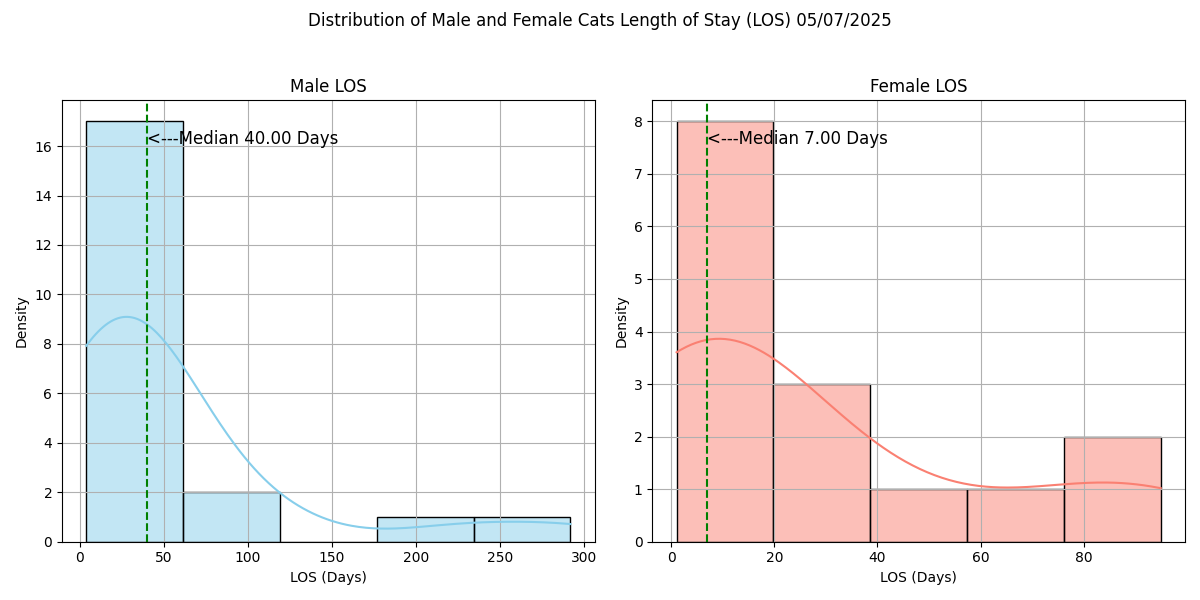 Distribution of Male and Female Cats Length of Stay (LOS) 05/07/2025
Male LOS
<---Median 40.00 Days
Density
16
14
12
10
8
6
4
2
0
0 50 100 150 200 250 300
LOS (Days)
Female LOS
<---Median 7.00 Days
Density
8
7
6
5
4
3
2
1
0
0 20 40 60 80
LOS (Days)